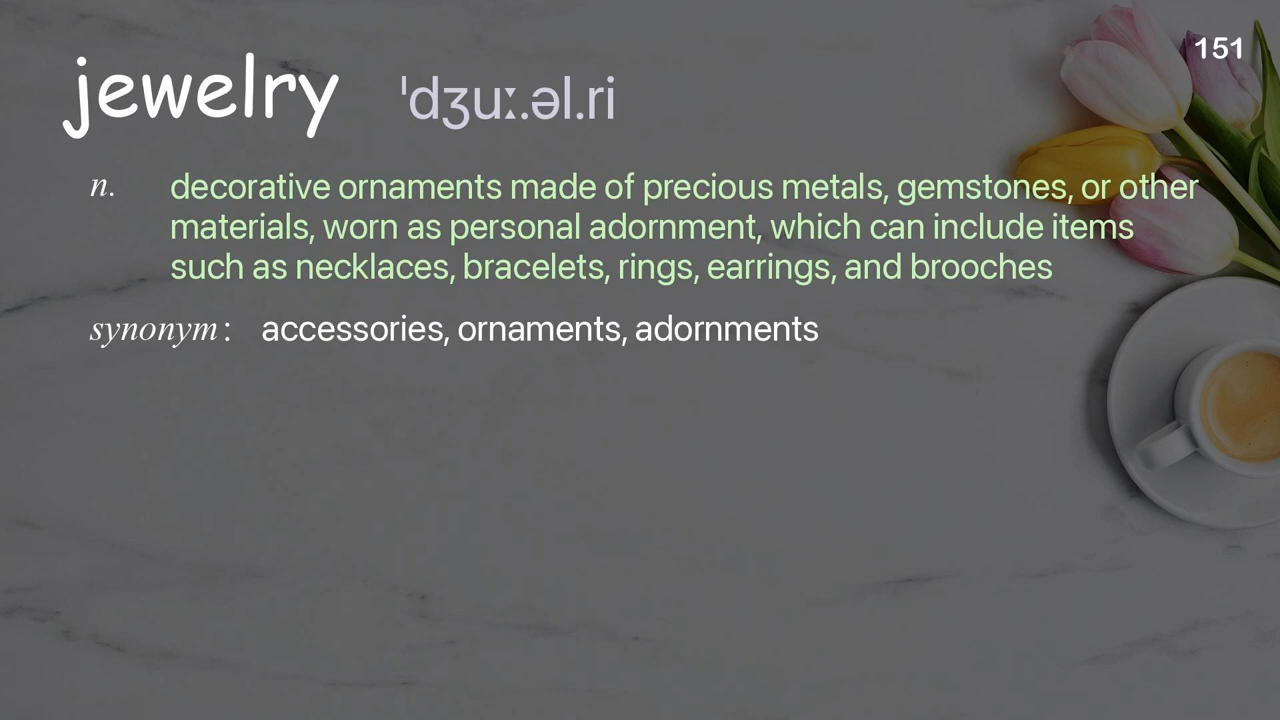 151
jewelry ˈdʒuː.əl.ri
n. decorative ornaments made of precious metals, gemstones, or other
materials, worn as personal adornment, which can include items
such as necklaces, bracelets, rings, earrings, and brooches
synonym: accessories, ornaments, adornments